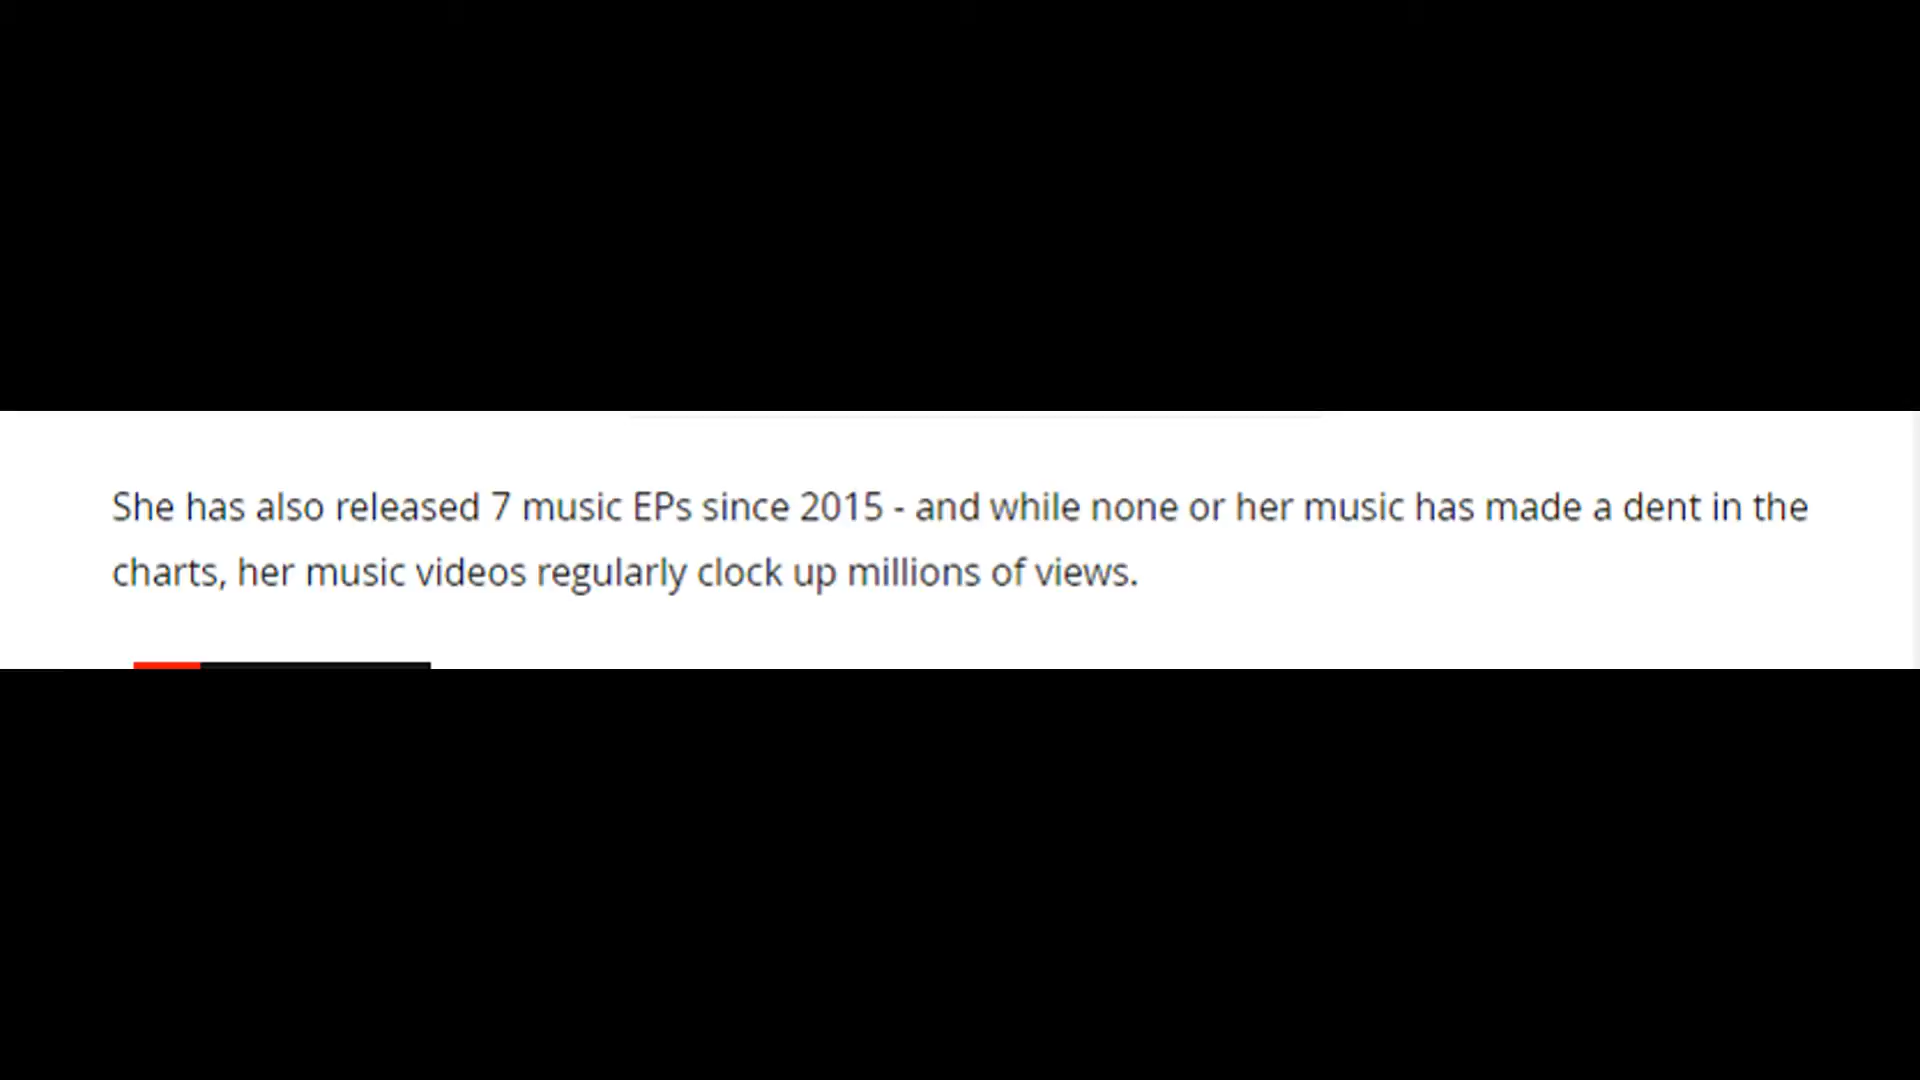 She has also released 7 music EPs since 2015 - and while none or her music has made a dent in the
charts, her music videos regularly clock up millions of views.